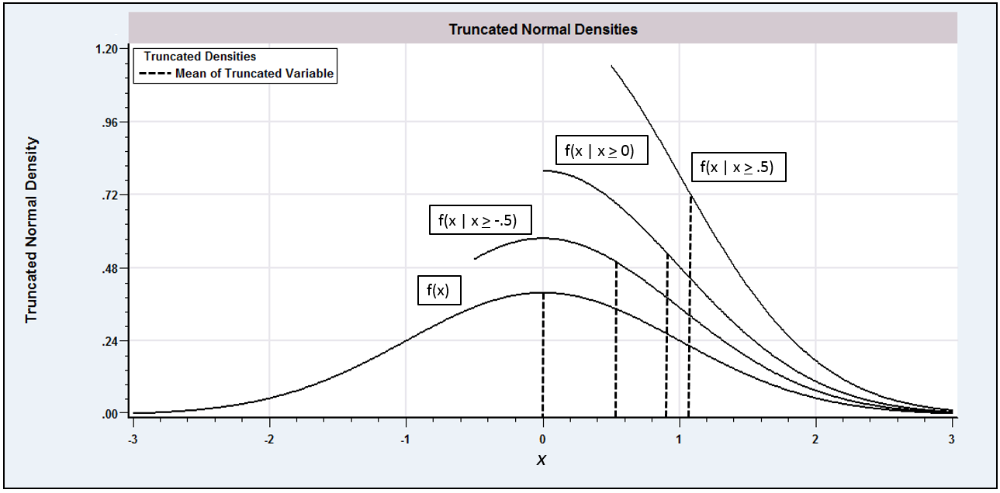 Truncated Normal Densities
1.20
Truncated Densities
Mean of Truncated Variable
.96
f(x | x ≥ 0)
f(x | x ≥ .5)
.72
f(x | x ≥ -.5)
.48
f(x)
.24
.00
Truncated Normal Density
-3 -2 -1 0 1 2 3
x